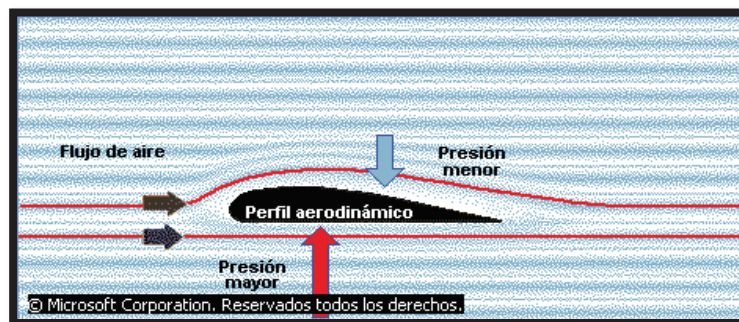 Flujo de aire
Presión
menor
Perfil aerodinámico
Presión
mayor
© Microsoft Corporation. Reservados todos los derechos.